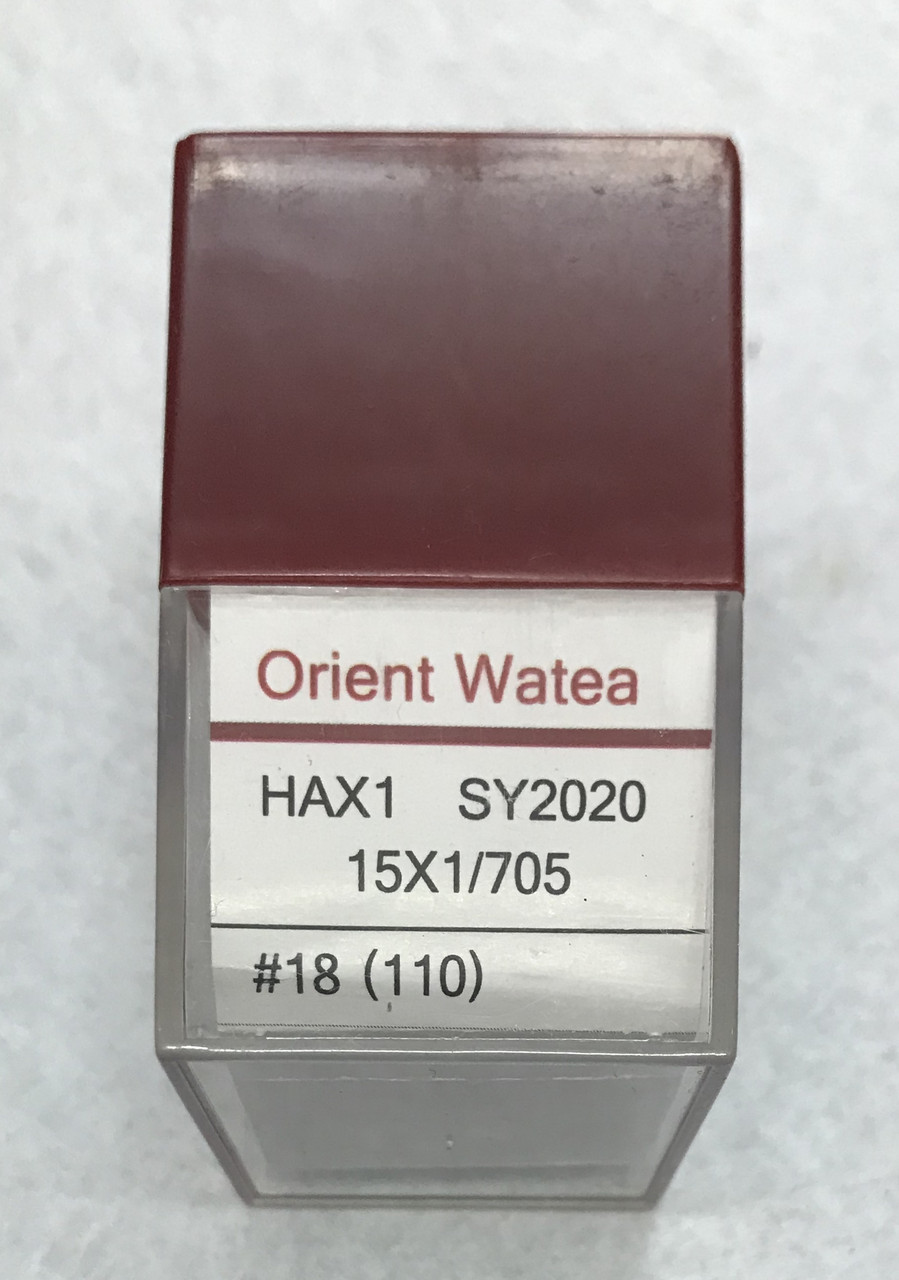 Orient Watea
HAX1 SY2020
15X1/705
#18 (110)